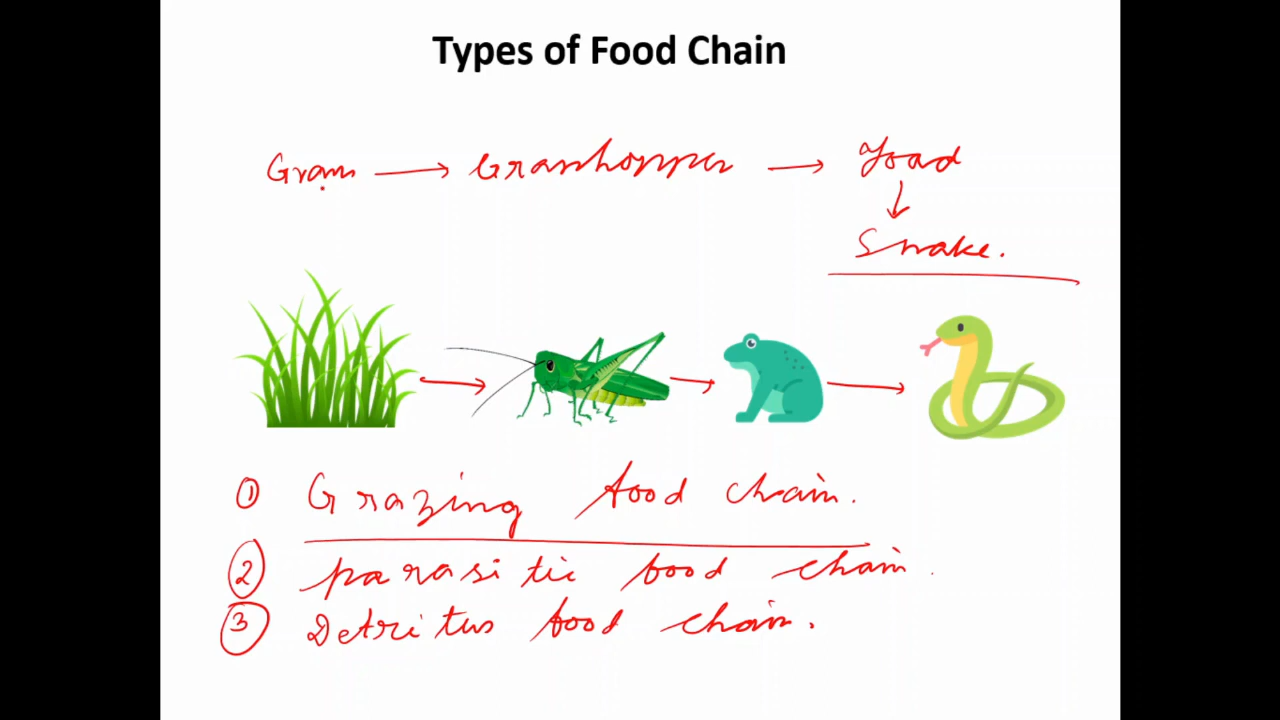 Types of Food Chain
Grass → Grasshopper → Toad
↓
Snake.
① Grazing food chain.
② parasitic food chain.
③ Detritus food chain.